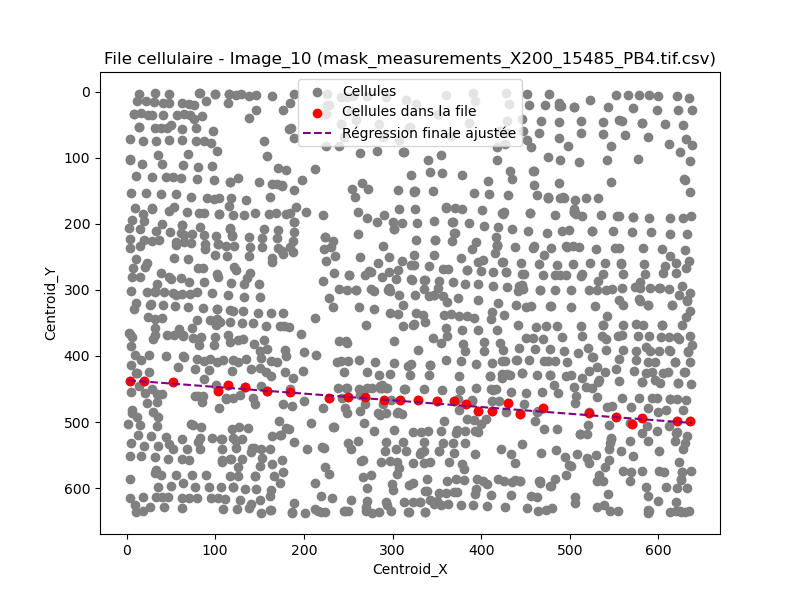 File cellulaire - Image_10 (mask_measurements_X200_15485_PB4.tif.csv)
Cellules
Cellules dans la file
Régression finale ajustée
Centroid_Y
0
100
200
300
400
500
600
0 100 200 300 400 500 600
Centroid_X